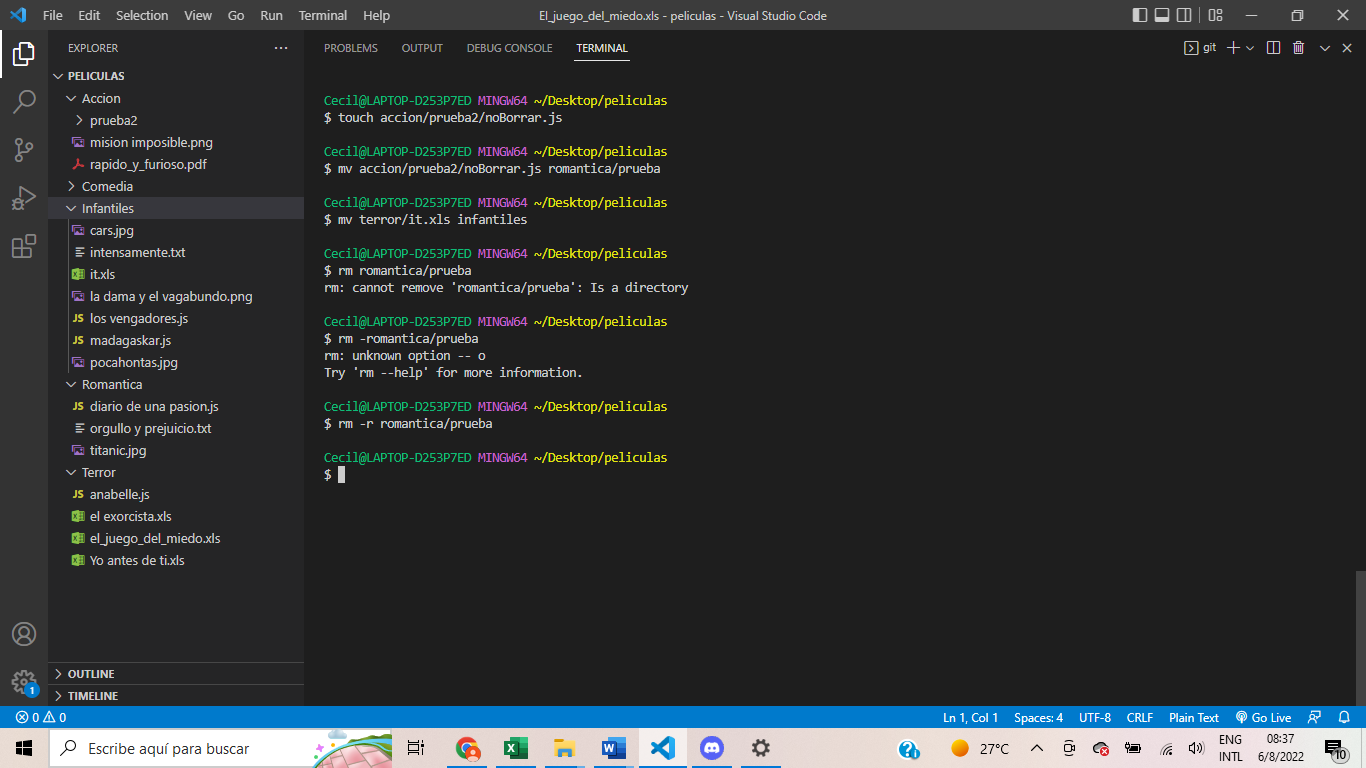 File Edit Selection View Go Run Terminal Help
El_juego_del_miedo.xls - peliculas - Visual Studio Code
EXPLORER
PELICULAS
Accion
prueba2
mision imposible.png
rapido_y_furioso.pdf
Comedia
Infantiles
cars.jpg
intensamente.txt
it.xls
la dama y el vagabundo.png
los vengadores.js
madagaskar.js
pocahontas.jpg
Romantica
diario de una pasion.js
orgullo y prejuicio.txt
titanic.jpg
Terror
anabelle.js
el exorcista.xls
el_juego_del_miedo.xls
Yo antes de ti.xls
OUTLINE
TIMELINE
PROBLEMS OUTPUT DEBUG CONSOLE TERMINAL
git
Cecil@LAPTOP-D253P7ED MINGW64 ~/Desktop/peliculas
$ touch accion/prueba2/noBorrar.js
Cecil@LAPTOP-D253P7ED MINGW64 ~/Desktop/peliculas
$ mv accion/prueba2/noBorrar.js romantica/prueba
Cecil@LAPTOP-D253P7ED MINGW64 ~/Desktop/peliculas
$ mv terror/it.xls infantiles
Cecil@LAPTOP-D253P7ED MINGW64 ~/Desktop/peliculas
$ rm romantica/prueba
rm: cannot remove 'romantica/prueba': Is a directory
Cecil@LAPTOP-D253P7ED MINGW64 ~/Desktop/peliculas
$ rm -romantica/prueba
rm: unknown option -- o
Try 'rm --help' for more information.
Cecil@LAPTOP-D253P7ED MINGW64 ~/Desktop/peliculas
$ rm -r romantica/prueba
Cecil@LAPTOP-D253P7ED MINGW64 ~/Desktop/peliculas
$
1
0 0
Ln 1, Col 1 Spaces: 4 UTF-8 CRLF Plain Text Go Live
Escribe aquí para buscar
27°C
ENG
INTL
08:37
6/8/2022
10